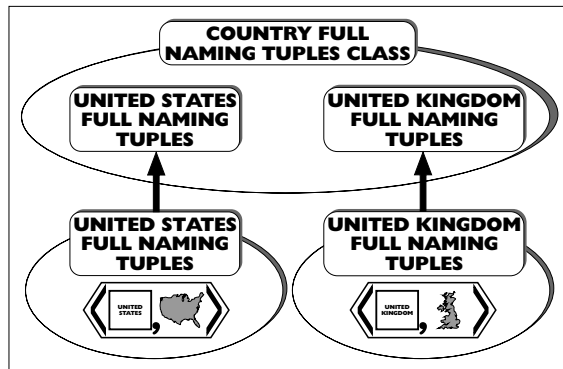 COUNTRY FULL
NAMING TUPLES CLASS
UNITED STATES
FULL NAMING
TUPLES
UNITED KINGDOM
FULL NAMING
TUPLES
UNITED STATES
FULL NAMING
TUPLES
UNITED KINGDOM
FULL NAMING
TUPLES
UNITED
STATES
,
UNITED
KINGDOM
,